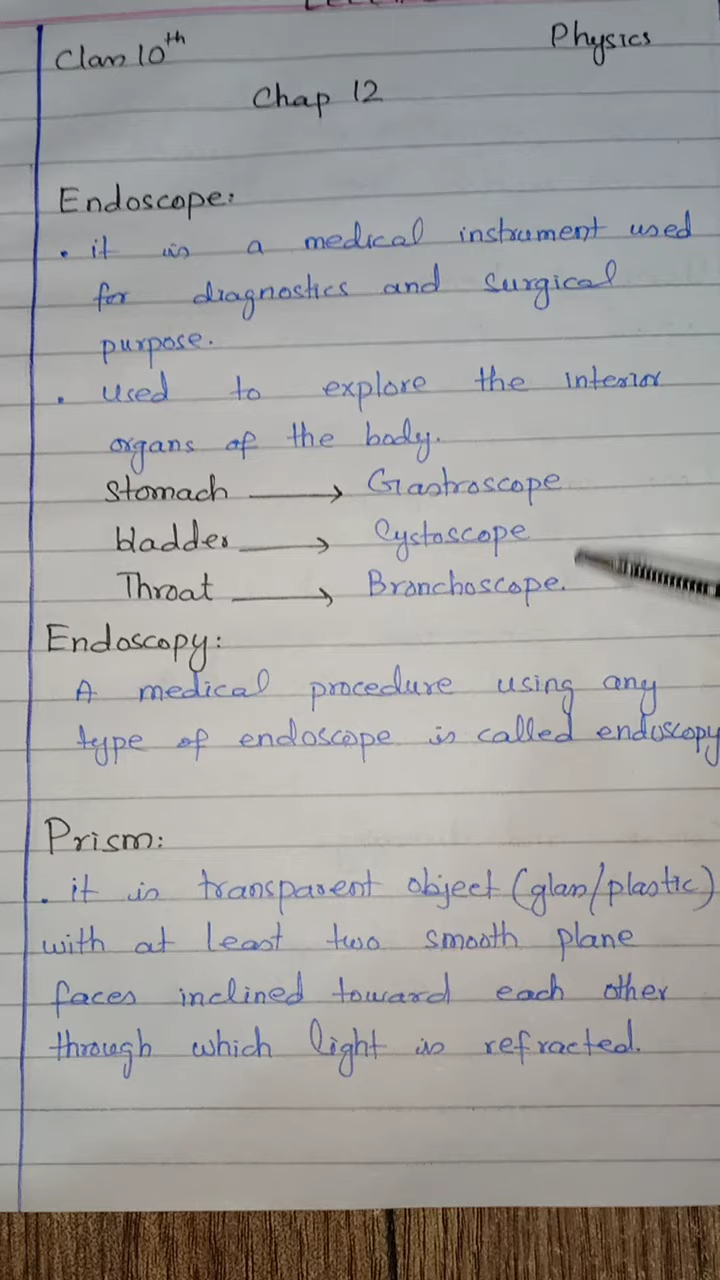 Class 10th Physics
Chap 12
Endoscope:
. it is a medical instrument used
for diagnostics and surgical
purpose.
. used to explore the interior
organs of the body.
Stomach → Gastroscope
bladder → Cystoscope
Throat → Bronchoscope.
Endoscopy:
A medical procedure using any
type of endoscope is called endoscopy
Prism:
. it is transparent object (glass/plastic)
with at least two smooth plane
faces inclined toward each other
through which light is refracted.